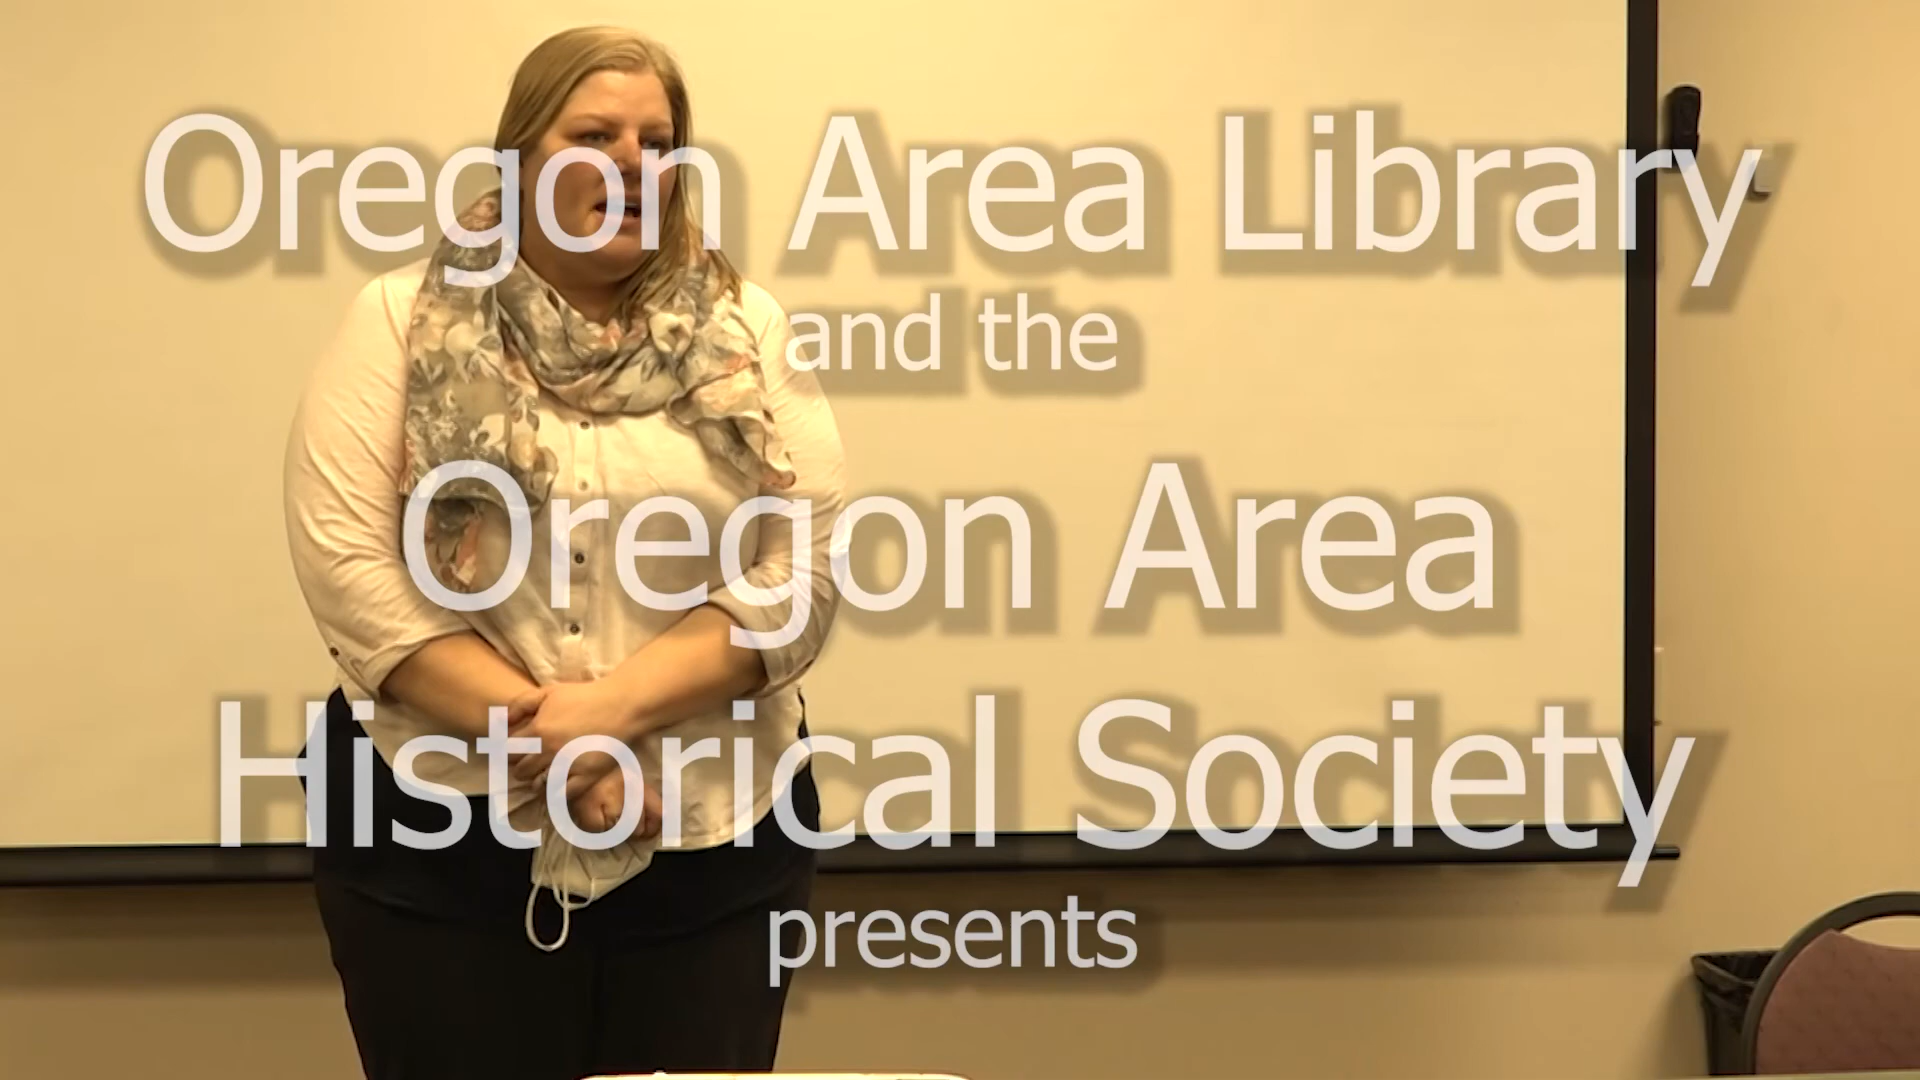 Oregon Area Library
and the
Oregon Area
Historical Society
presents